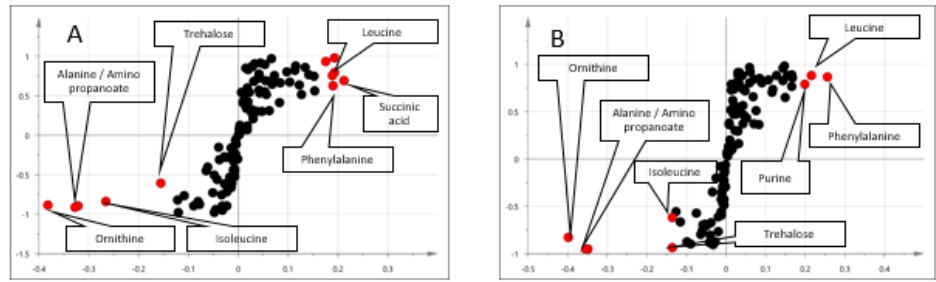 A
Trehalose
Leucine
Alanine / Amino
propanoate
Succinic
acid
Phenylalanine
Ornithine
Isoleucine
1
0.5
0
-0.5
-1
-1.5
-0.4
-0.3
-0.2
-0.1
0
0.1
0.2
0.3
B
Leucine
Ornithine
Alanine / Amino
propanoate
Phenylalanine
Isoleucine
Purine
Trehalose
1
0.5
0
-0.5
-1
-0.5
-0.4
-0.3
-0.2
-0.1
0
0.1
0.2
0.3
0.4